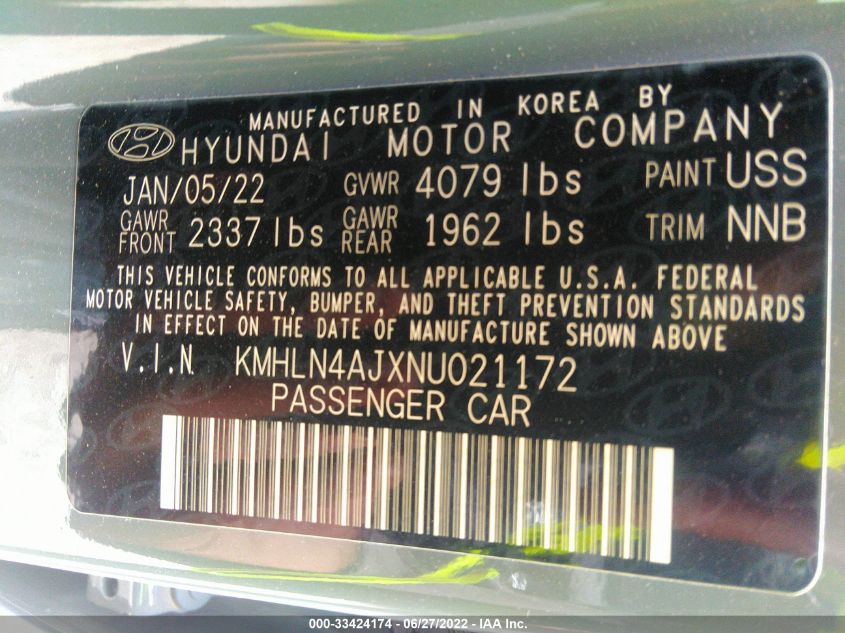 MANUFACTURED IN KOREA BY
HYUNDAI MOTOR COMPANY
JAN/05/22 GVWR 4079 lbs PAINT USS
GAWR FRONT 2337 lbs GAWR REAR 1962 lbs TRIM NNB
THIS VEHICLE CONFORMS TO ALL APPLICABLE U.S.A. FEDERAL
MOTOR VEHICLE SAFETY, BUMPER, AND THEFT PREVENTION STANDARDS
IN EFFECT ON THE DATE OF MANUFACTURE SHOWN ABOVE
V.I.N. KMHLN4AJXNU021172
PASSENGER CAR
000-33424174 - 06/27/2022 - IAA Inc.